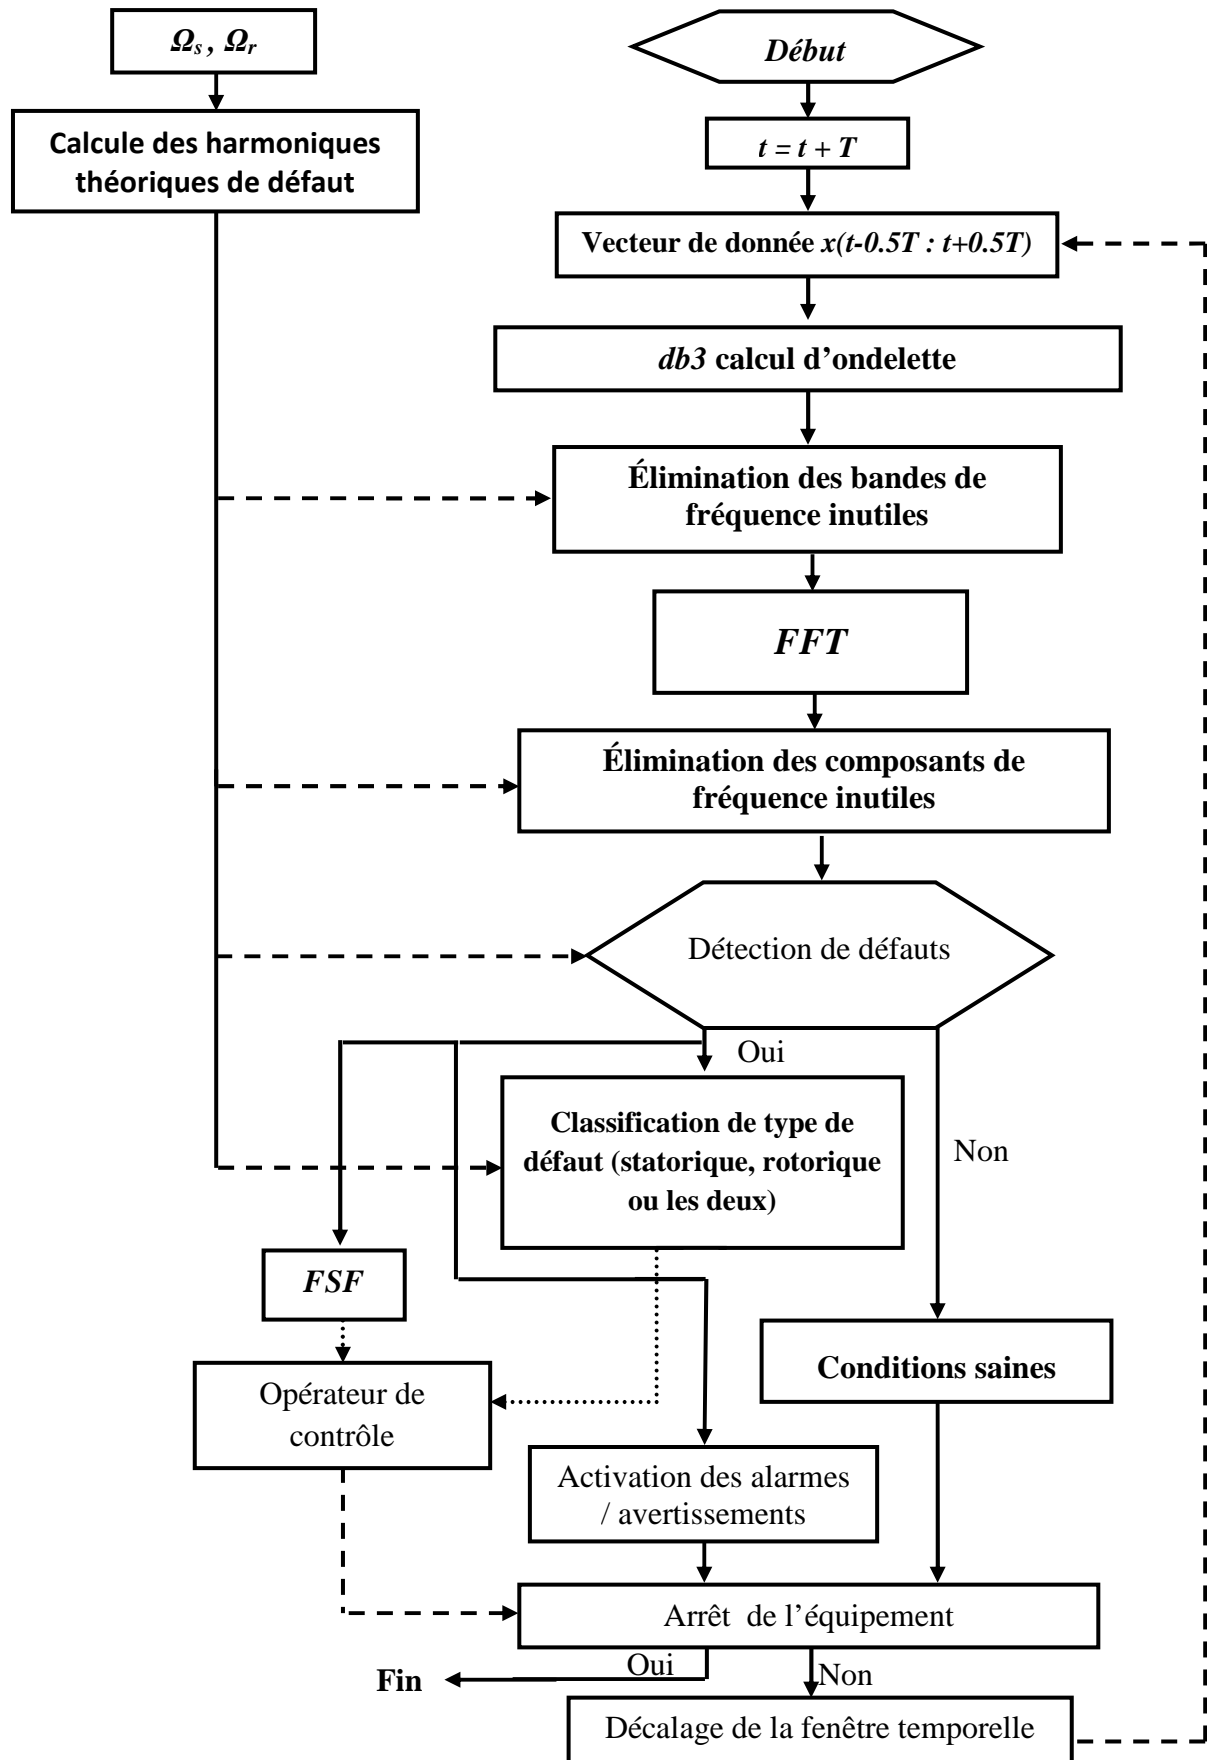 Ωs , Ωr
Début
Calcule des harmoniques
théoriques de défaut
t = t + T
Vecteur de donnée x(t-0.5T : t+0.5T)
db3 calcul d’ondelette
Élimination des bandes de
fréquence inutiles
FFT
Élimination des composants de
fréquence inutiles
Détection de défauts
Oui
Non
Classification de type de
défaut (statorique, rotorique
ou les deux)
FSF
Conditions saines
Opérateur de
contrôle
Activation des alarmes
/ avertissements
Arrêt de l’équipement
Oui
Non
Fin
Décalage de la fenêtre temporelle